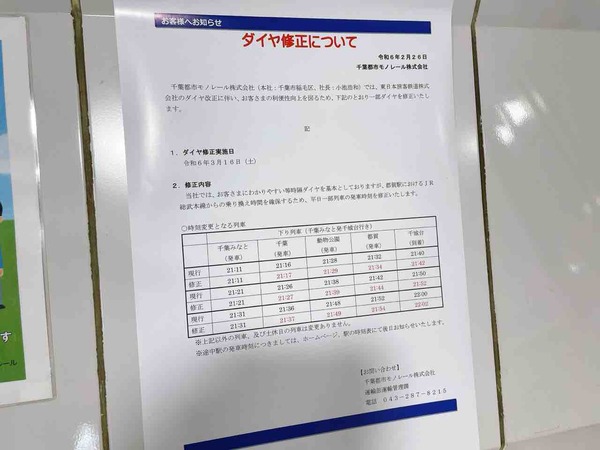 お客様へお知らせ
ダイヤ修正について
令和6年2月26日
千葉都市モノレール株式会社
千葉都市モノレール株式会社(本社:千葉市稲毛区、社長:小池浩和)では、東日本旅客鉄道株式
会社のダイヤ改正に伴い、お客さまの利便性向上を図るため、下記のとおり一部ダイヤを修正いたし
ます。
記
1.ダイヤ修正実施日
令和6年3月16日(土)
2.修正内容
当社では、お客さまにわかりやすい等時隔ダイヤを基本としておりますが、都賀駅におけるJR
総武本線からの乗り換え時間を確保するため、平日一部列車の発車時刻を修正いたします。
○時刻変更となる列車
下り列車(千葉みなと発千城台行き)
千葉みなと(発車) 千葉(発車) 動物公園(発車) 都賀(発車) 千城台(到着)
現行 21:11 21:16 21:28 21:32 21:40
修正 21:11 21:17 21:29 21:34 21:42
現行 21:21 21:26 21:38 21:42 21:50
修正 21:21 21:27 21:39 21:44 21:52
現行 21:31 21:36 21:48 21:52 22:00
修正 21:31 21:37 21:49 21:54 22:02
※上記以外の列車、及び土休日の列車は変更ありません。
※途中駅の発車時刻につきましては、ホームページ、駅の時刻表にて後日お知らせいたします。
【お問い合わせ】
千葉都市モノレール株式会社
運輸部運輸管理課
電話 043-287-8215
す
レール